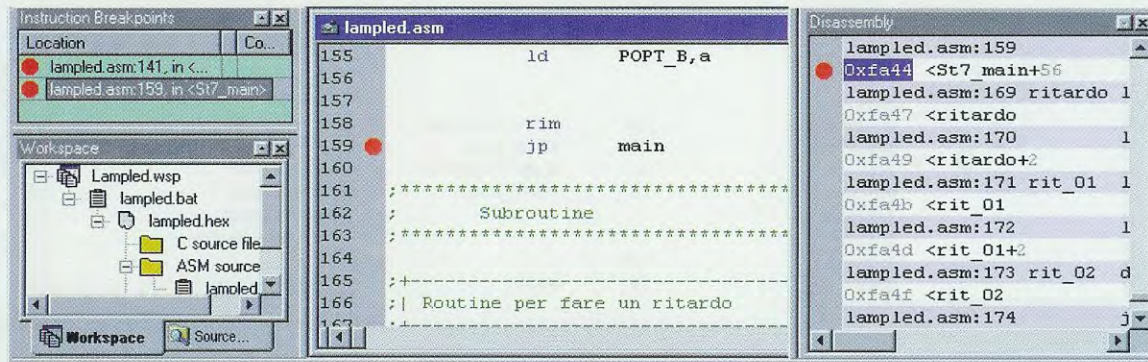 Instruction Breakpoints
Location Co...
lampled.asm:141, in <...
lampled.asm:159, in <St7_main>
Workspace
Lampled.wsp
lampled.bat
lampled.hex
C source file
ASM source
lampled
Workspace Source...
lampled.asm
155 ld POPT_B,a
156
157
158 rim
159 jp main
160
161 ;***********************************
162 ; Subroutine
163 ;***********************************
164
165 ;+----------------------------------
166 ;| Routine per fare un ritardo
167 ;+----------------------------------
Disassembly
lampled.asm:159
0xfa44 <St7_main+56
lampled.asm:169 ritardo l
0xfa47 <ritardo
lampled.asm:170 l
0xfa49 <ritardo+2
lampled.asm:171 rit_01 l
0xfa4b <rit_01
lampled.asm:172 l
0xfa4d <rit_01+2
lampled.asm:173 rit_02 d
0xfa4f <rit_02
lampled.asm:174 j